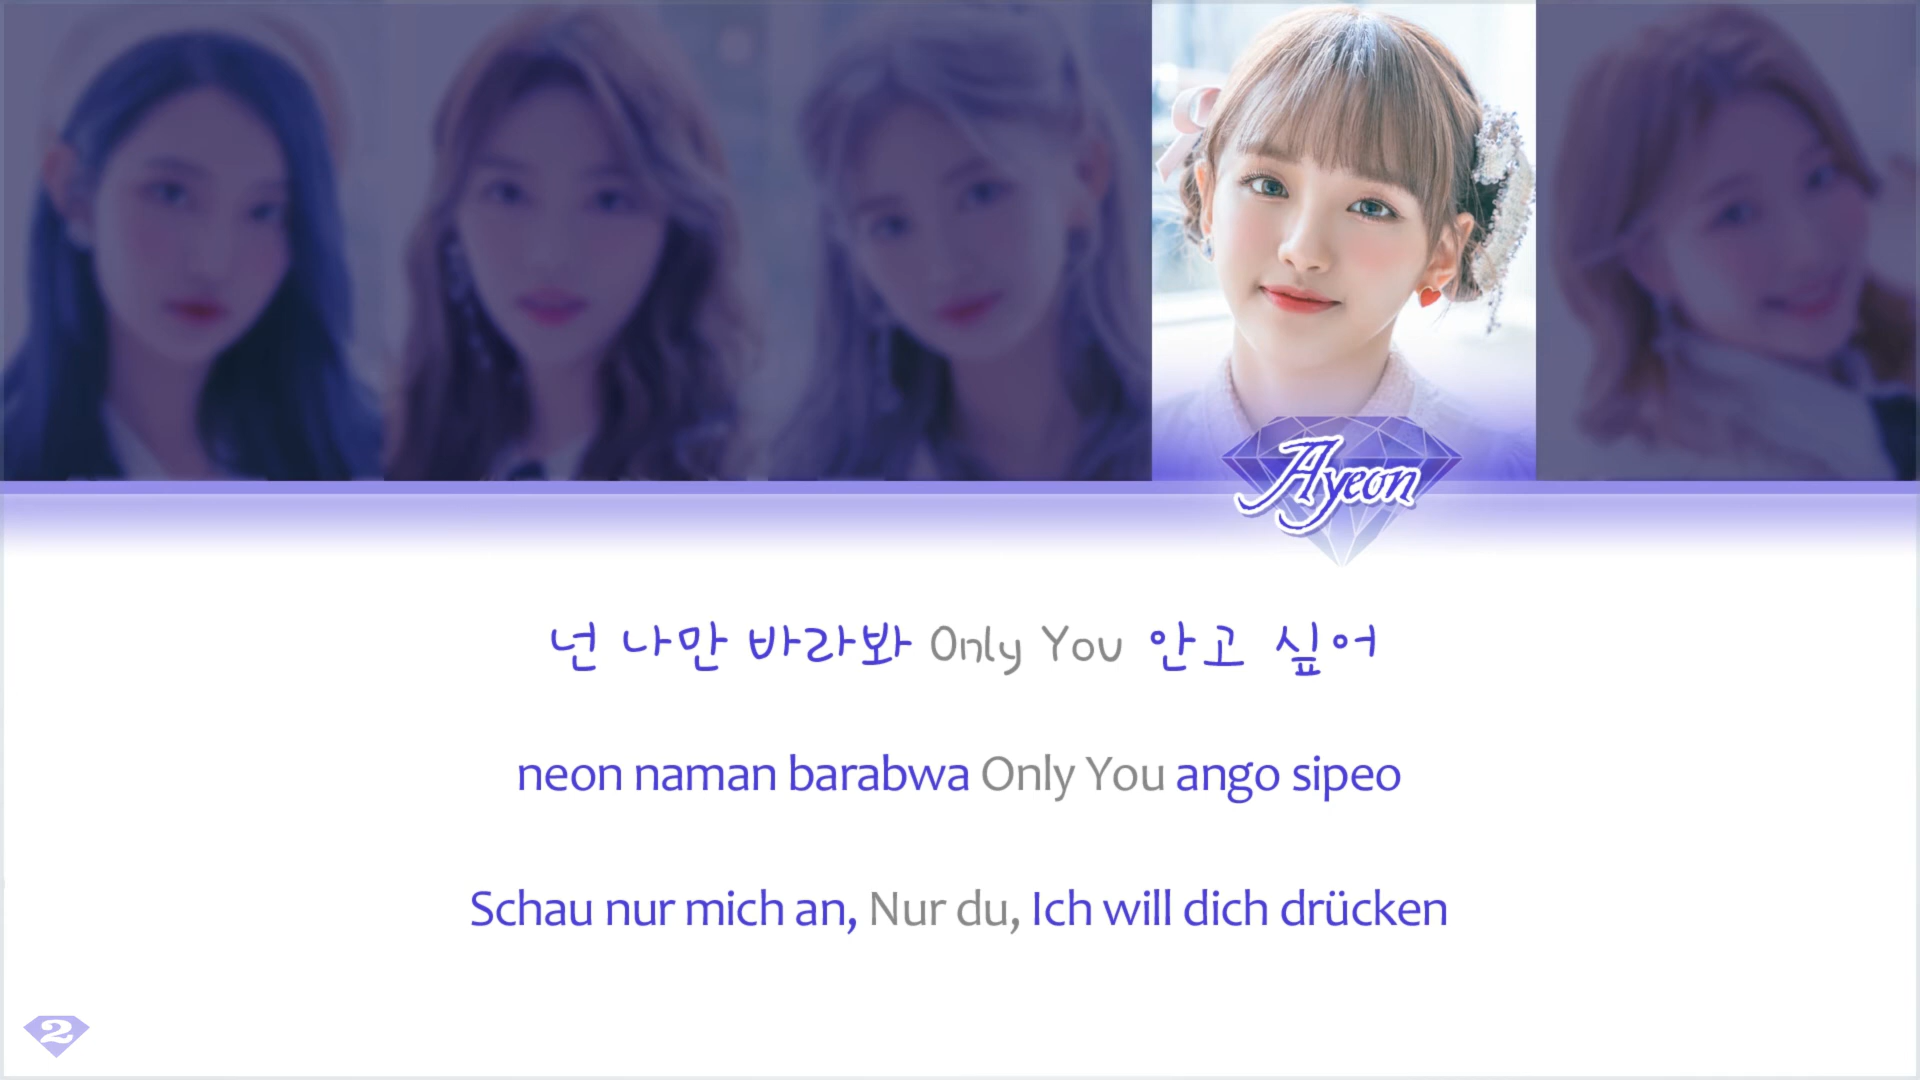 Ayeon
넌 나만 바라봐 Only You 안고 싶어
neon naman barabwa Only You ango sipeo
Schau nur mich an, Nur du, Ich will dich drücken
2